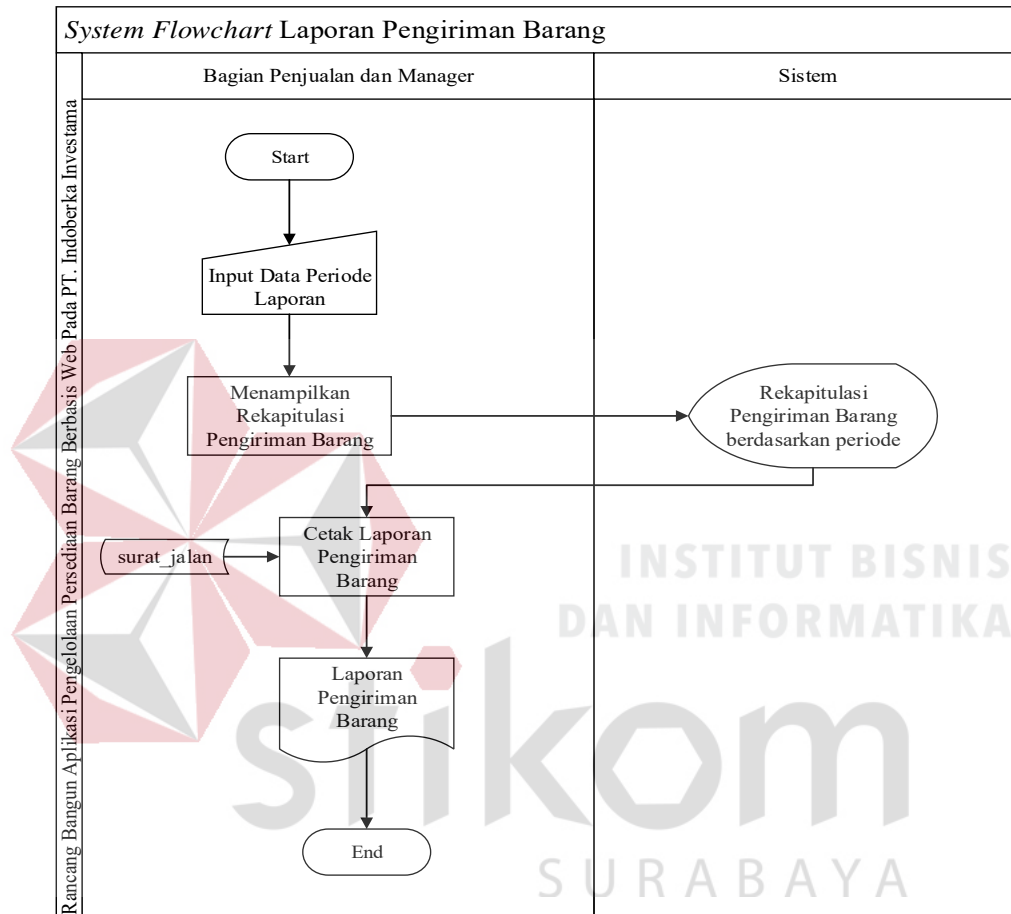 System Flowchart Laporan Pengiriman Barang
Rancang Bangun Aplikasi Pengelolaan Persediaan Barang Berbasis Web Pada PT. Indoberka Investama
Bagian Penjualan dan Manager
Sistem
Start
Input Data Periode
Laporan
Menampilkan
Rekapitulasi
Pengiriman Barang
Rekapitulasi
Pengiriman Barang
berdasarkan periode
surat_jalan
Cetak Laporan
Pengiriman
Barang
Laporan
Pengiriman
Barang
End
INSTITUT BISNIS
DAN INFORMATIKA
stikom
SURABAYA